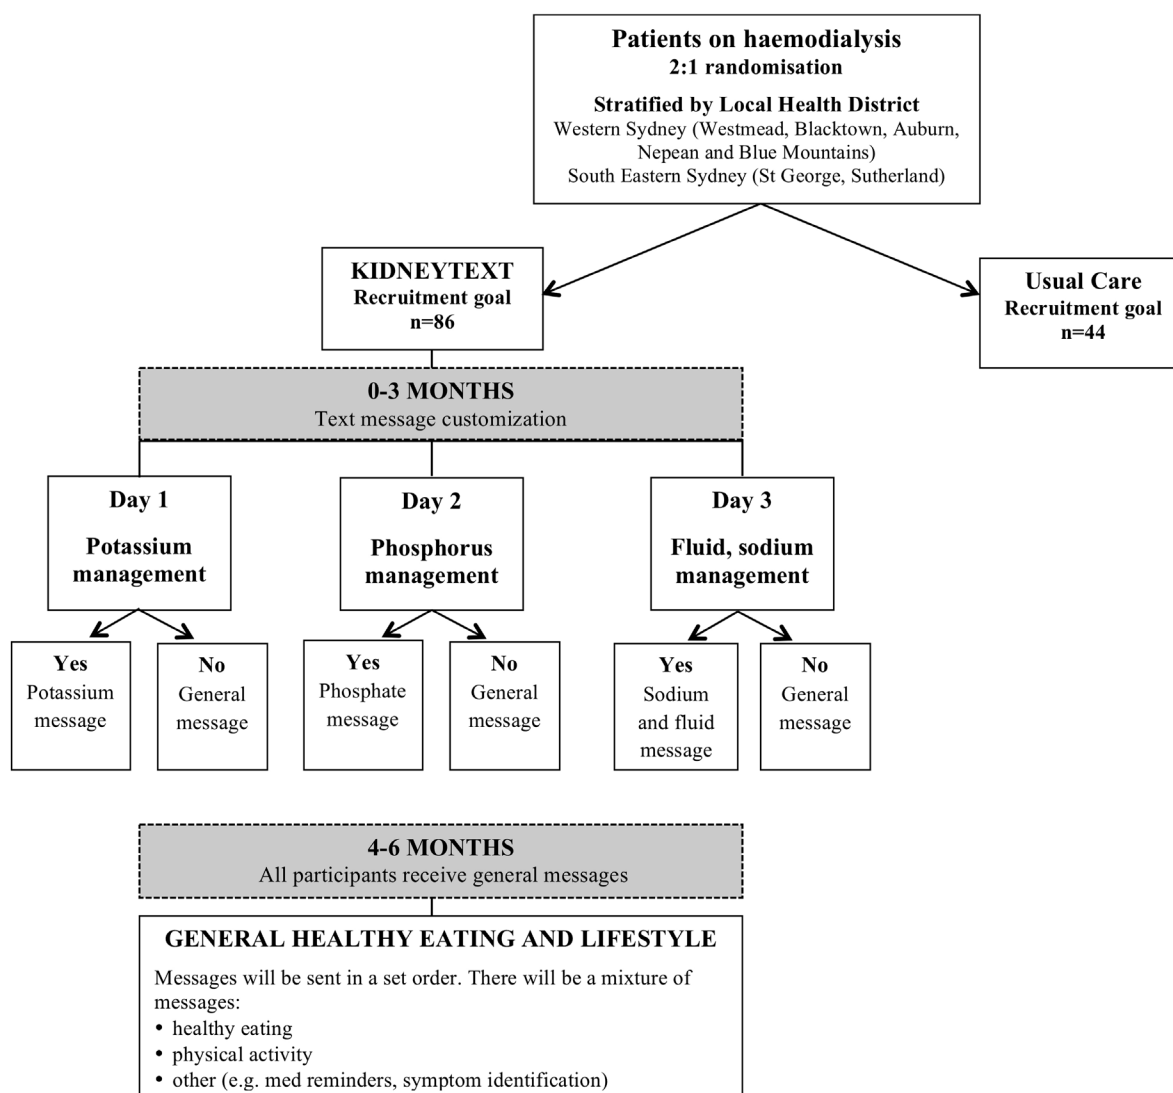 Patients on haemodialysis
2:1 randomisation
Stratified by Local Health District
Western Sydney (Westmead, Blacktown, Auburn,
Nepean and Blue Mountains)
South Eastern Sydney (St George, Sutherland)
KIDNEYTEXT
Recruitment goal
n=86
Usual Care
Recruitment goal
n=44
0-3 MONTHS
Text message customization
Day 1
Potassium
management
Day 2
Phosphorus
management
Day 3
Fluid, sodium
management
Yes
Potassium
message
No
General
message
Yes
Phosphate
message
No
General
message
Yes
Sodium
and fluid
message
No
General
message
4-6 MONTHS
All participants receive general messages
GENERAL HEALTHY EATING AND LIFESTYLE
Messages will be sent in a set order. There will be a mixture of
messages:
• healthy eating
• physical activity
• other (e.g. med reminders, symptom identification)